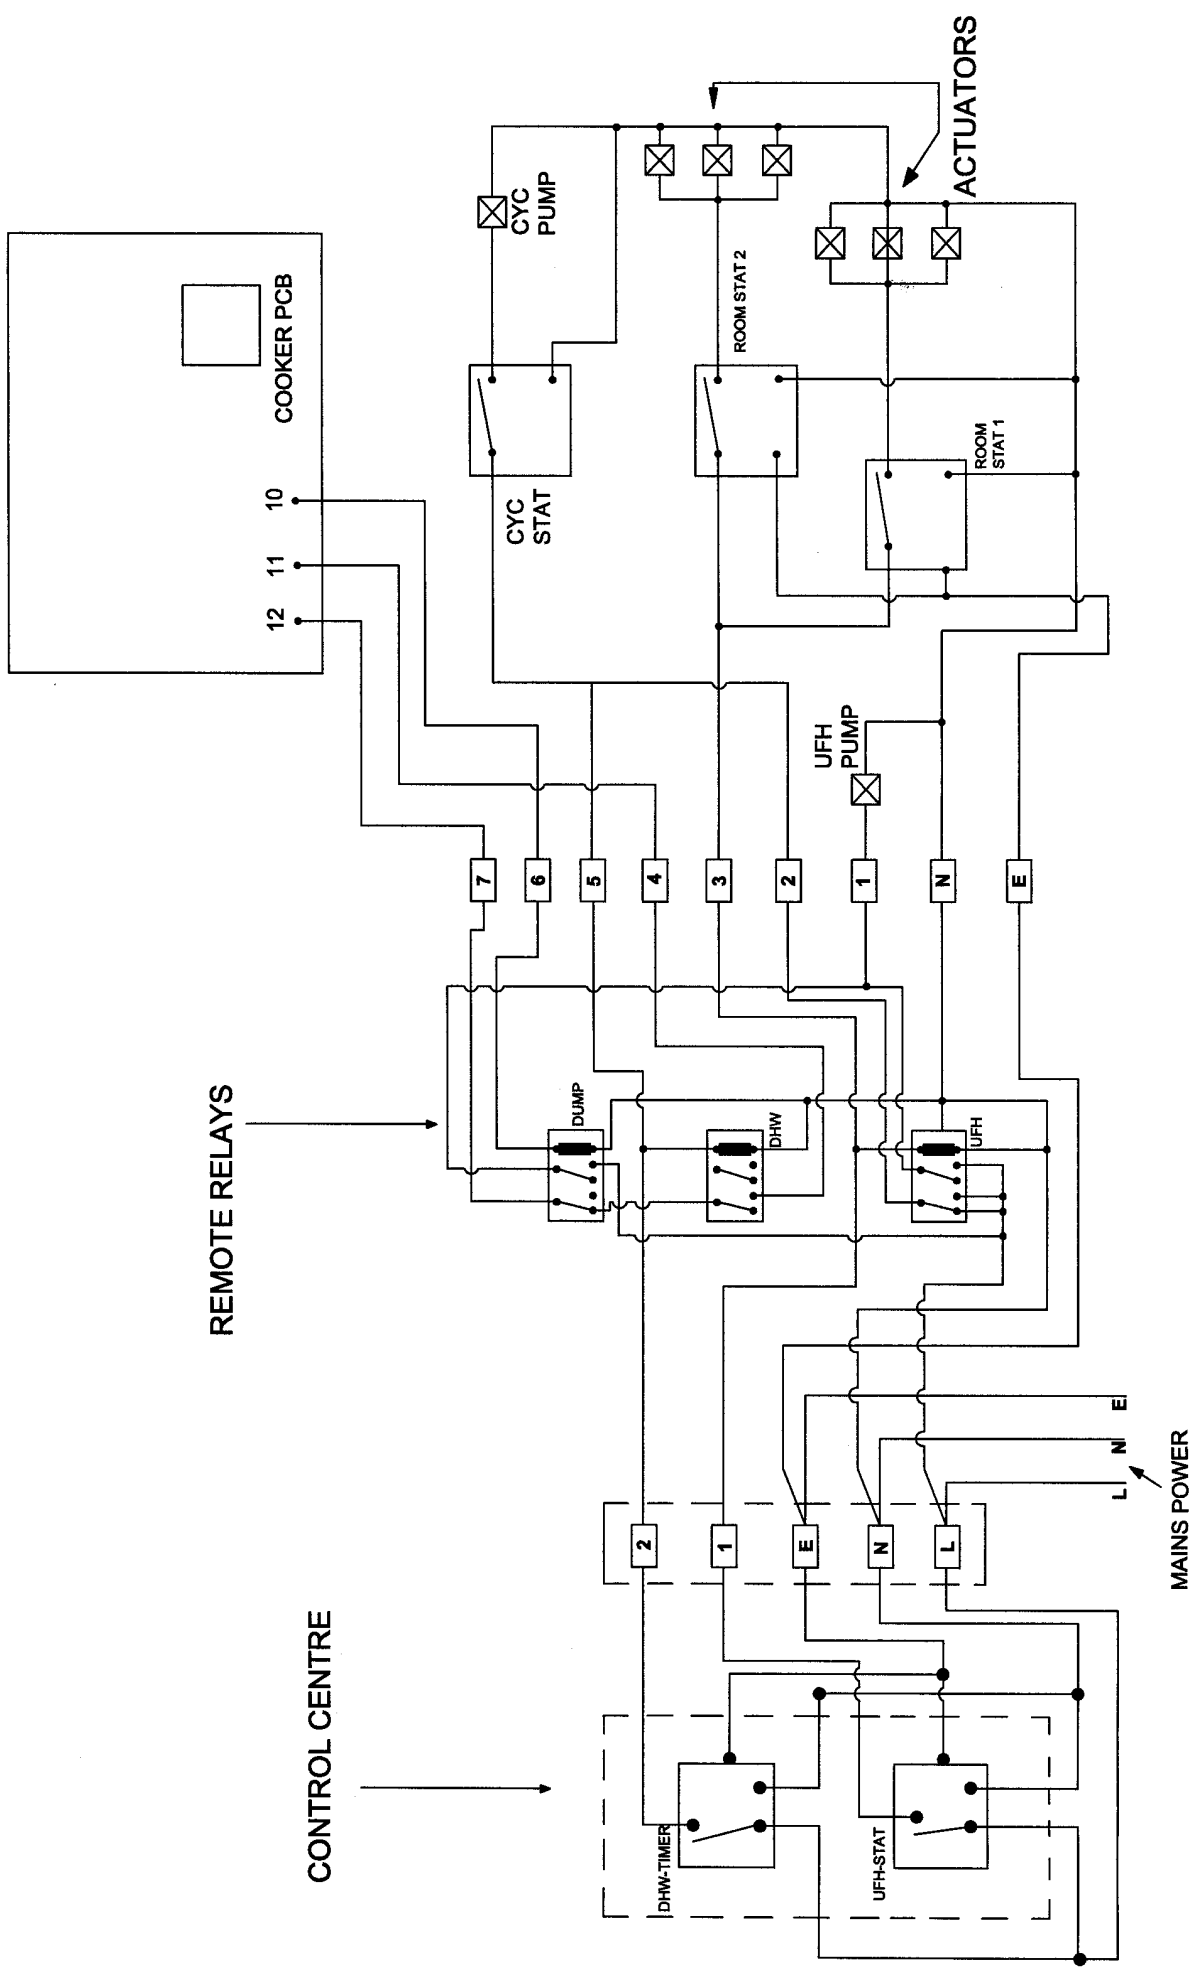 CONTROL CENTRE
REMOTE RELAYS
COOKER PCB
12
11
10
CYC
PUMP
CYC
STAT
ROOM STAT 2
ROOM
STAT 1
ACTUATORS
UFH
PUMP
7
6
5
4
3
2
1
N
E
DUMP
DHW
UFH
2
1
E
N
L
L
N
E
MAINS POWER
DHW-TIMER
UFH-STAT